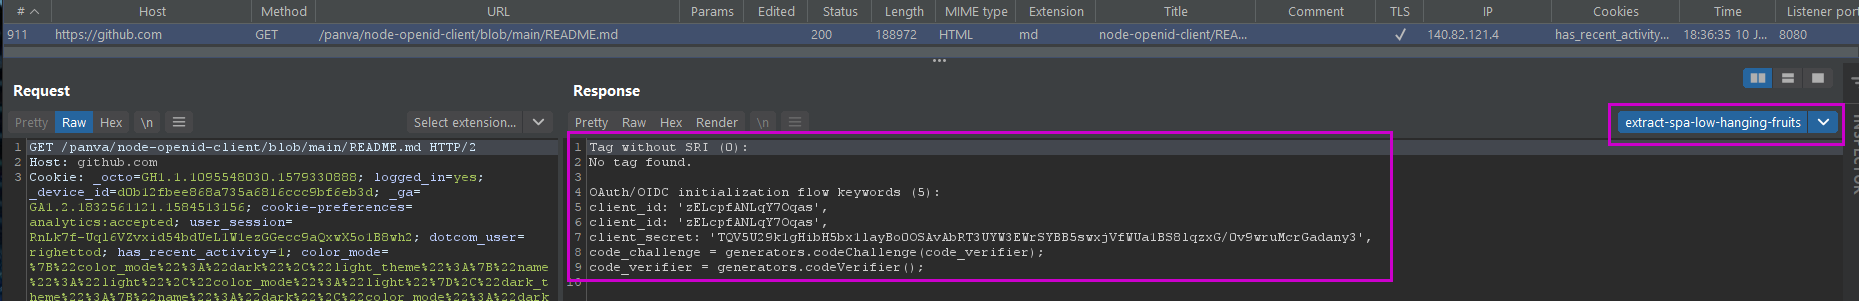 # Host Method URL Params Edited Status Length MIME type Extension Title Comment TLS IP Cookies Time Listener port
911 https://github.com GET /panva/node-openid-client/blob/main/README.md 200 188972 HTML md node-openid-client/REA... ✓ 140.82.121.4 has_recent_activity... 18:36:35 10 J... 8080
Request
Pretty Raw Hex \n Select extension...
1 GET /panva/node-openid-client/blob/main/README.md HTTP/2
2 Host: github.com
3 Cookie: _octo=GH1.1.1095548030.1579330888; logged_in=yes;
_device_id=d0b12fbee868a735a6816ccc9bf6eb3d; _ga=
GA1.2.1832561121.1584513156; cookie-preferences=
analytics:accepted; user_session=
dotcom_user=
righettod; has_recent_activity=1; color_mode=
%7B%22color_mode%22%3A%22dark%22%2C%22light_theme%22%3A%7B%22name
%22%3A%22light%22%2C%22color_mode%22%3A%22light%22%7D%2C%22dark_t
heme%22%3A%7B%22name%22%3A%22dark%22%2C%22color_mode%22%3A%22dark
Response
Pretty Raw Hex Render \n extract-spa-low-hanging-fruits
1 Tag without SRI (0):
2 No tag found.
3
4 OAuth/OIDC initialization flow keywords (5):
5 client_id: 'zELcpfANLqY7Oqas',
6 client_id: 'zELcpfANLqY7Oqas',
7 client_secret: 'TQV5U29k1gHibH5bx1layBo0OSAvAbRT3UYW3EWrSYBB5swxjVfWUa1BS8lqzxG/0v9wruMcrGadany3',
8 code_challenge = generators.codeChallenge(code_verifier);
9 code_verifier = generators.codeVerifier();
10
INSPECTOR